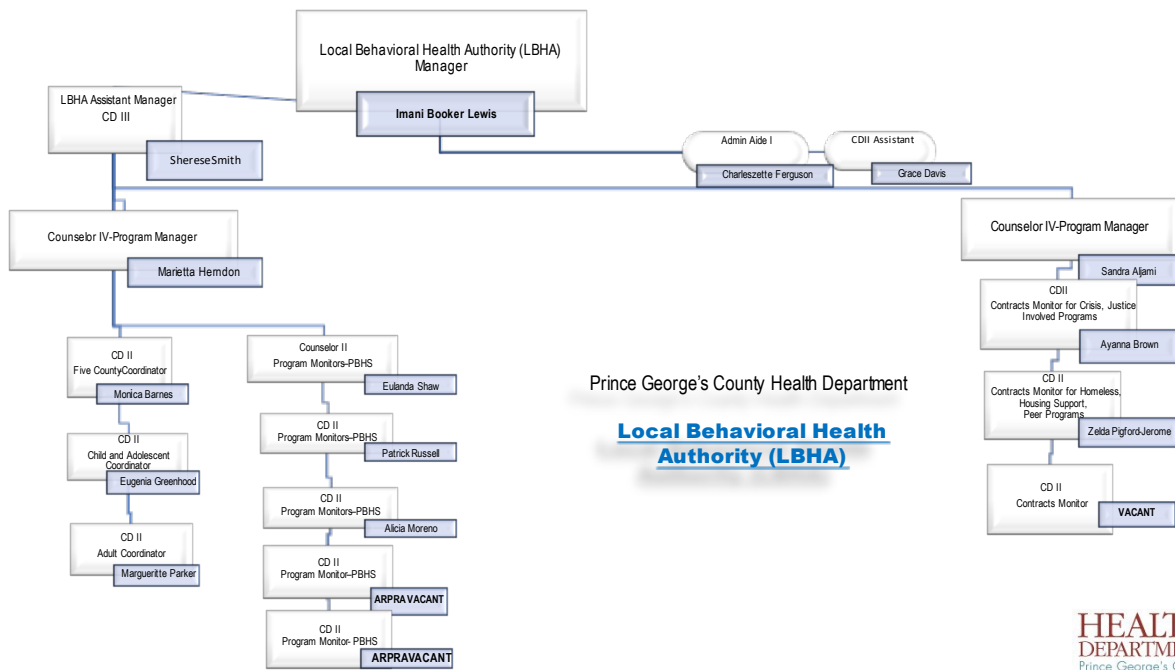 Local Behavioral Health Authority (LBHA)
Manager
Imani Booker Lewis
LBHA Assistant Manager
CD III
ShereseSmith
Admin Aide I
Charleszette Ferguson
CDII Assistant
Grace Davis
Counselor IV-Program Manager
Marietta Herndon
CD II
Five CountyCoordinator
Monica Barnes
CD II
Child and Adolescent
Coordinator
Eugenia Greenhood
CD II
Adult Coordinator
Margueritte Parker
Counselor II
Program Monitors-PBHS
Eulanda Shaw
CD II
Program Monitors-PBHS
Patrick Russell
CD II
Program Monitors-PBHS
Alicia Moreno
CD II
Program Monitor-PBHS
ARPRAVACANT
CD II
Program Monitor- PBHS
ARPRAVACANT
Prince George's County Health Department
Local Behavioral Health
Authority (LBHA)
Counselor IV-Program Manager
Sandra Aljami
CDII
Contracts Monitor for Crisis, Justice
Involved Programs
Ayanna Brown
CD II
Contracts Monitor for Homeless,
Housing Support,
Peer Programs
Zelda Pigford-Jerome
CD II
Contracts Monitor
VACANT
HEALT
DEPARTM
Prince George's C